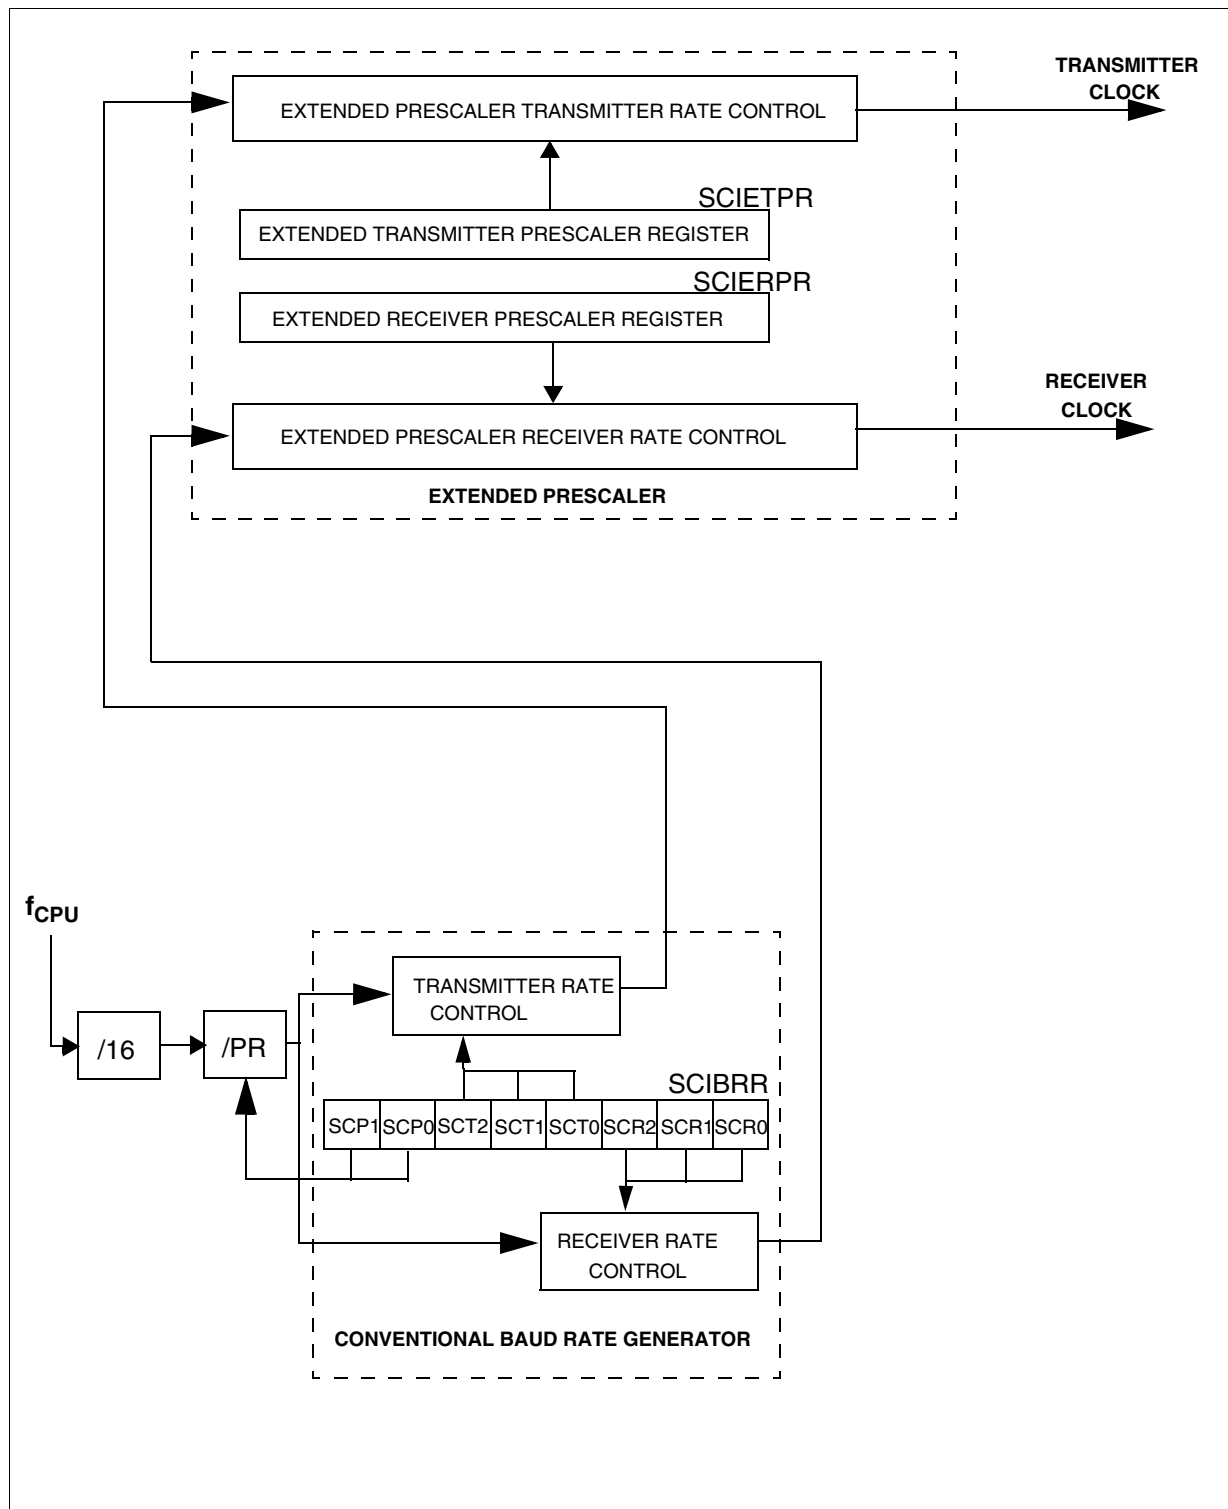 TRANSMITTER
CLOCK
EXTENDED PRESCALER TRANSMITTER RATE CONTROL
SCIETPR
EXTENDED TRANSMITTER PRESCALER REGISTER
SCIERPR
EXTENDED RECEIVER PRESCALER REGISTER
RECEIVER
CLOCK
EXTENDED PRESCALER RECEIVER RATE CONTROL
EXTENDED PRESCALER
fCPU
TRANSMITTER RATE
CONTROL
/16
/PR
SCIBRR
SCP1 SCP0 SCT2 SCT1 SCT0 SCR2 SCR1 SCR0
RECEIVER RATE
CONTROL
CONVENTIONAL BAUD RATE GENERATOR